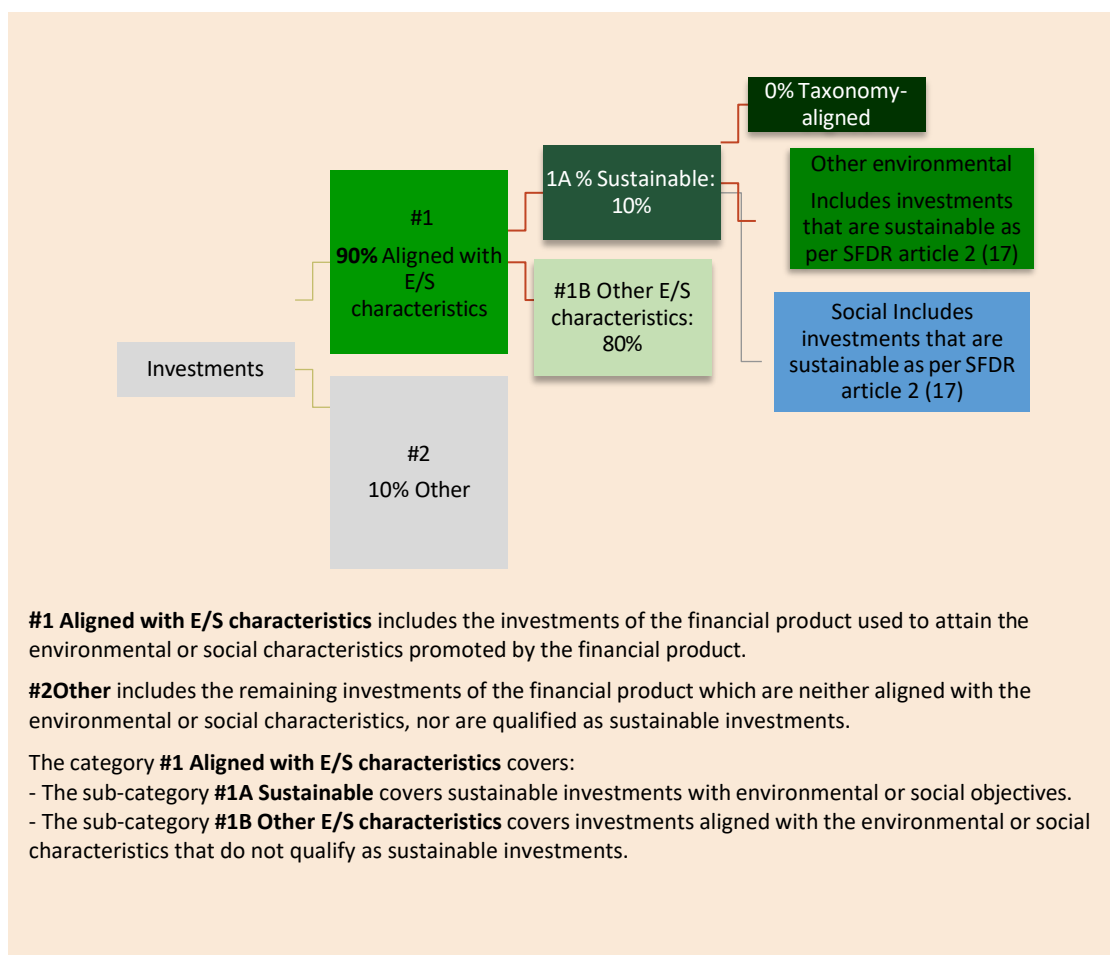 0% Taxonomy-
aligned
Other environmental
Includes investments
that are sustainable as
per SFDR article 2 (17)
1A % Sustainable:
10%
#1
90% Aligned with
E/S
characteristics
#1B Other E/S
characteristics:
80%
Social Includes
investments that are
sustainable as per SFDR
article 2 (17)
Investments
#2
10% Other
#1 Aligned with E/S characteristics includes the investments of the financial product used to attain the
environmental or social characteristics promoted by the financial product.
#2Other includes the remaining investments of the financial product which are neither aligned with the
environmental or social characteristics, nor are qualified as sustainable investments.
The category #1 Aligned with E/S characteristics covers:
- The sub-category #1A Sustainable covers sustainable investments with environmental or social objectives.
- The sub-category #1B Other E/S characteristics covers investments aligned with the environmental or social
characteristics that do not qualify as sustainable investments.